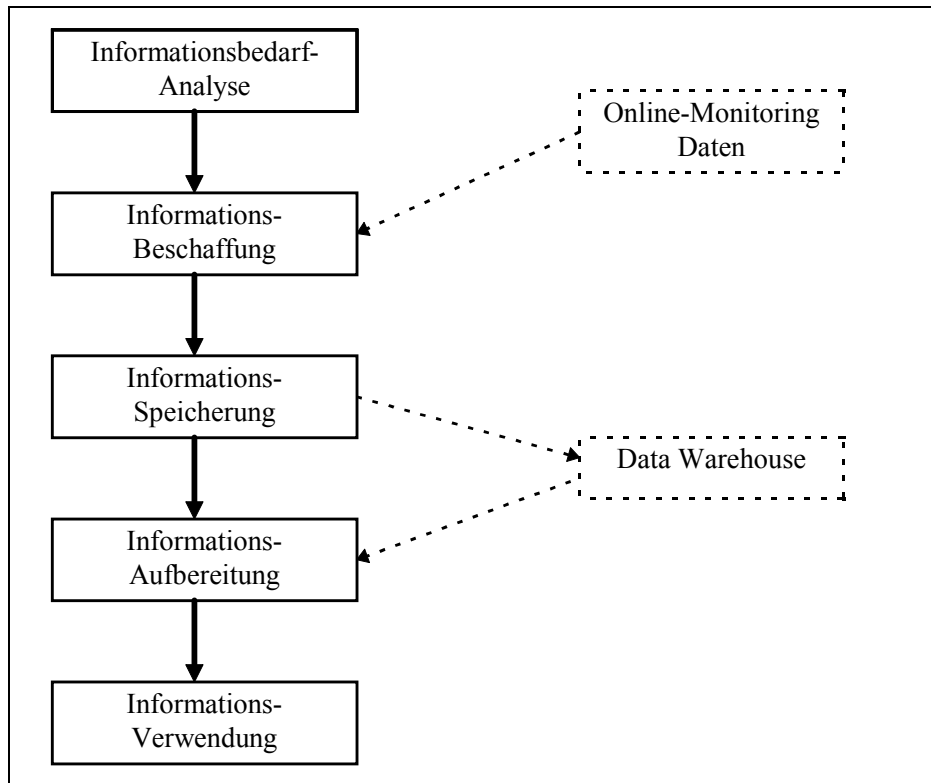 Informationsbedarf-
Analyse
Online-Monitoring
Daten
Informations-
Beschaffung
Informations-
Speicherung
Data Warehouse
Informations-
Aufbereitung
Informations-
Verwendung